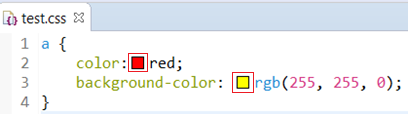 test.css
1 a {
2 color: red;
3 background-color: rgb(255, 255, 0);
4 }